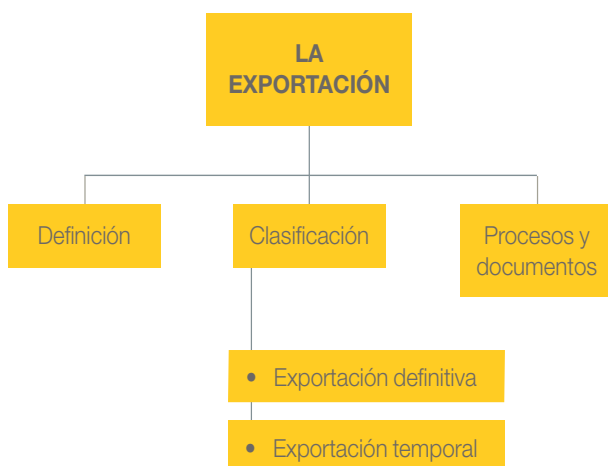 LA
EXPORTACIÓN
Definición
Clasificación
Procesos y
documentos
• Exportación definitiva
• Exportación temporal